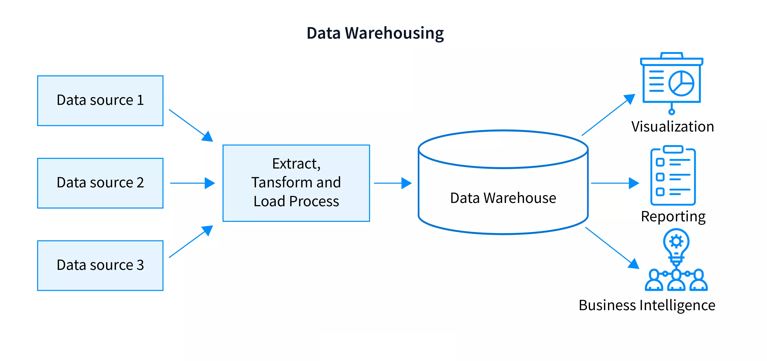 Data Warehousing
Data source 1
Data source 2
Data source 3
Extract,
Tansform and
Load Process
Data Warehouse
Visualization
Reporting
Business Intelligence